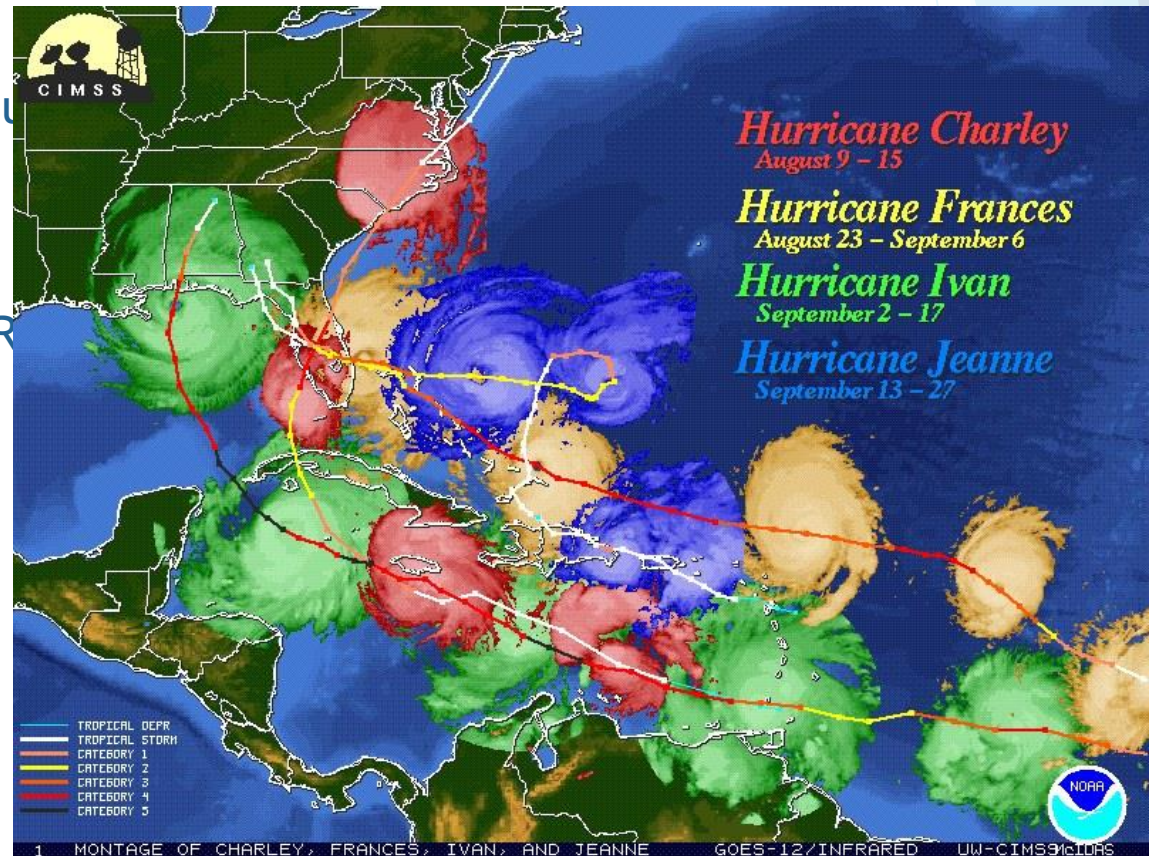 CIMSS
Hurricane Charley
August 9 – 15
Hurricane Frances
August 23 – September 6
Hurricane Ivan
September 2 – 17
Hurricane Jeanne
September 13 – 27
TROPICAL DEPR
TROPICAL STORM
CATEGORY 1
CATEGORY 2
CATEGORY 3
CATEGORY 4
CATEGORY 5
NOAA
1 MONTAGE OF CHARLEY, FRANCES, IVAN, AND JEANNE GOES-12/INFRARED UW-CIMSS McIDAS